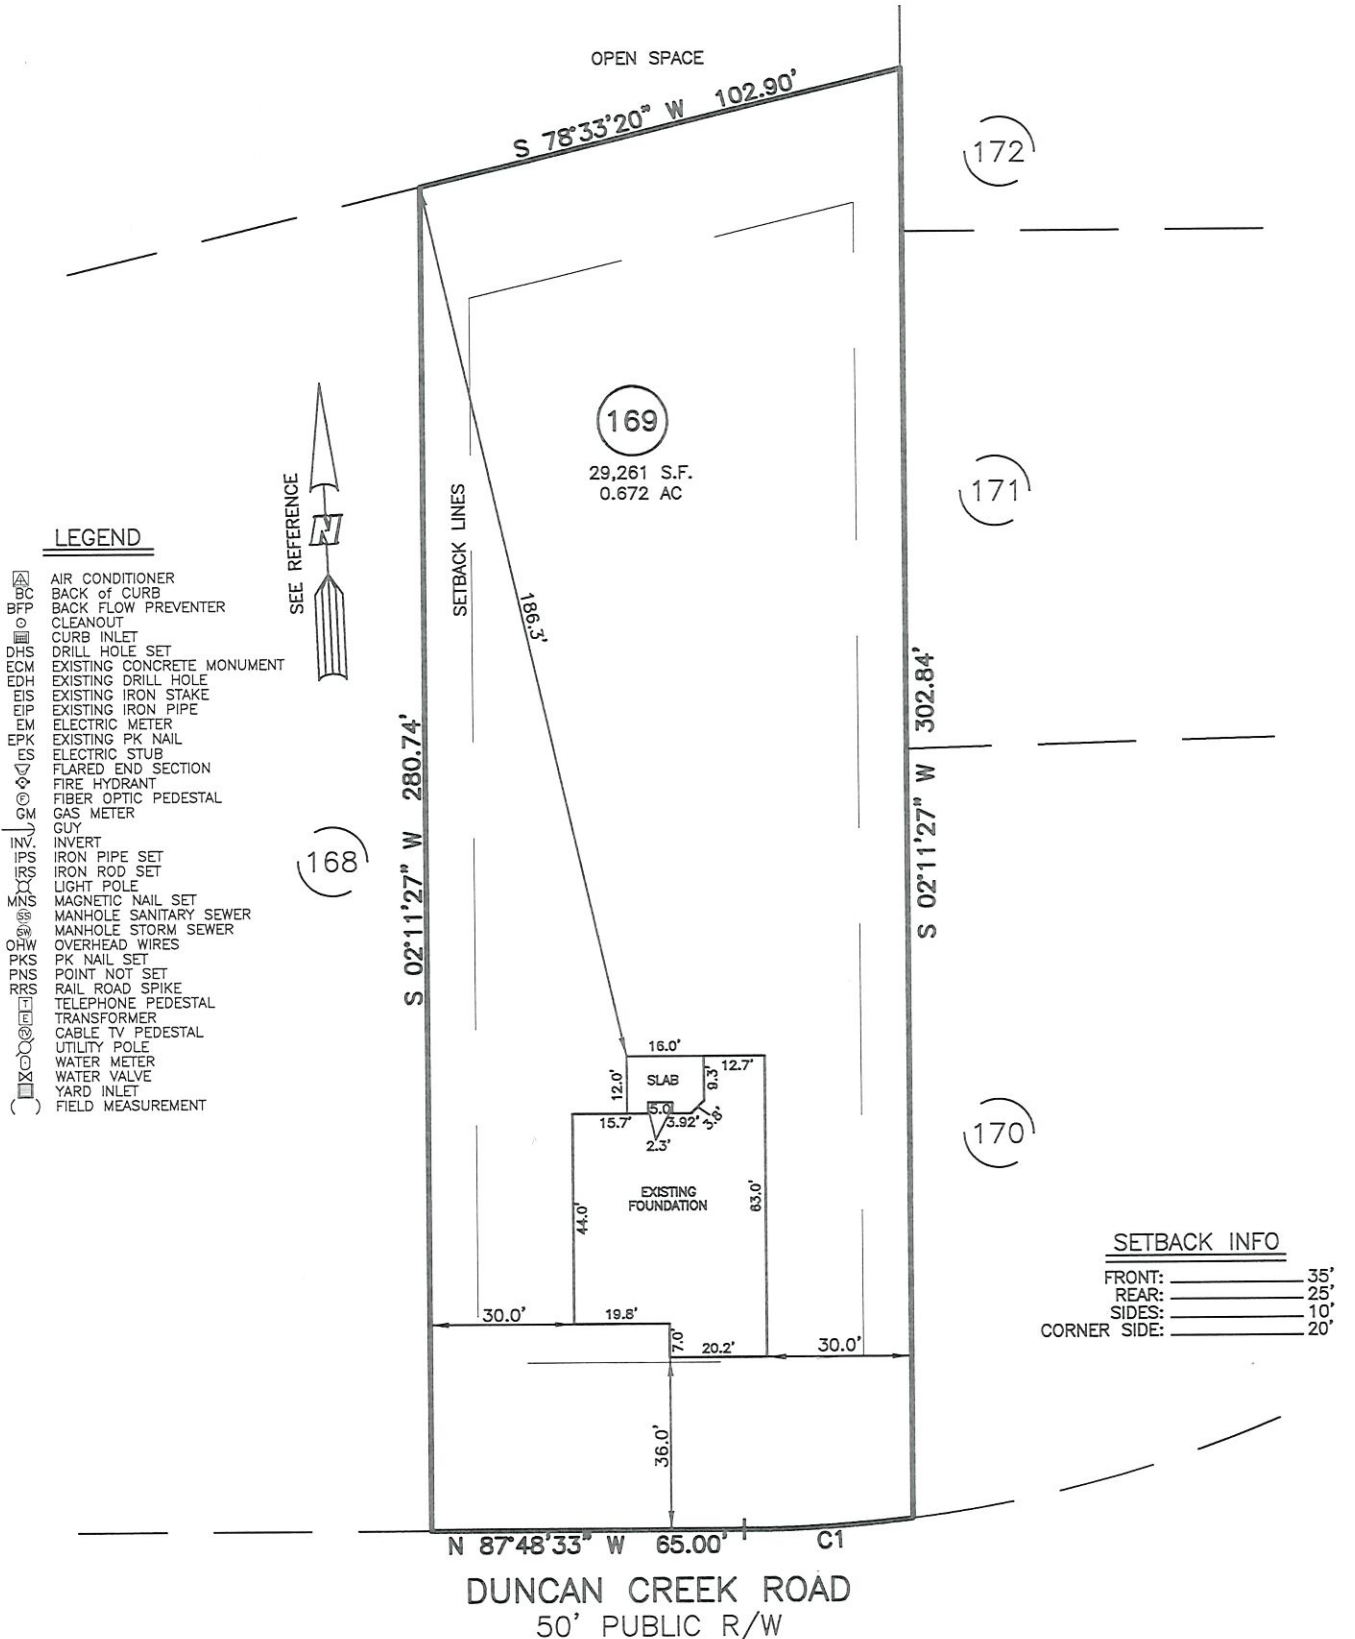 OPEN SPACE
S 78°33'20" W 102.90'
172
169
29,261 S.F.
0.672 AC
SETBACK LINES
SEE REFERENCE
N
171
186.3'
S 02°11'27" W 280.74'
S 02°11'27" W 302.84'
168
LEGEND
A AIR CONDITIONER
BC BACK of CURB
BFP BACK FLOW PREVENTER
CLEANOUT
CURB INLET
DHS DRILL HOLE SET
ECM EXISTING CONCRETE MONUMENT
EDH EXISTING DRILL HOLE
EIS EXISTING IRON STAKE
EIP EXISTING IRON PIPE
EM ELECTRIC METER
EPK EXISTING PK NAIL
ES ELECTRIC STUB
FLARED END SECTION
FIRE HYDRANT
F FIBER OPTIC PEDESTAL
GM GAS METER
GUY
INV. INVERT
IPS IRON PIPE SET
IRS IRON ROD SET
LIGHT POLE
MNS MAGNETIC NAIL SET
SS MANHOLE SANITARY SEWER
SW MANHOLE STORM SEWER
OHW OVERHEAD WIRES
PKS PK NAIL SET
PNS POINT NOT SET
RRS RAIL ROAD SPIKE
T TELEPHONE PEDESTAL
E TRANSFORMER
CABLE TV PEDESTAL
UTILITY POLE
WATER METER
WATER VALVE
YARD INLET
( ) FIELD MEASUREMENT
16.0'
12.7'
12.0'
SLAB
9.3'
5.0
15.7'
3.92'
3.8'
2.3'
170
EXISTING
FOUNDATION
44.0'
63.0'
SETBACK INFO
FRONT: 35'
REAR: 25'
SIDES: 10'
CORNER SIDE: 20'
30.0'
19.8'
7.0'
20.2'
30.0'
36.0'
N 87°48'33" W 65.00'
C1
DUNCAN CREEK ROAD
50' PUBLIC R/W